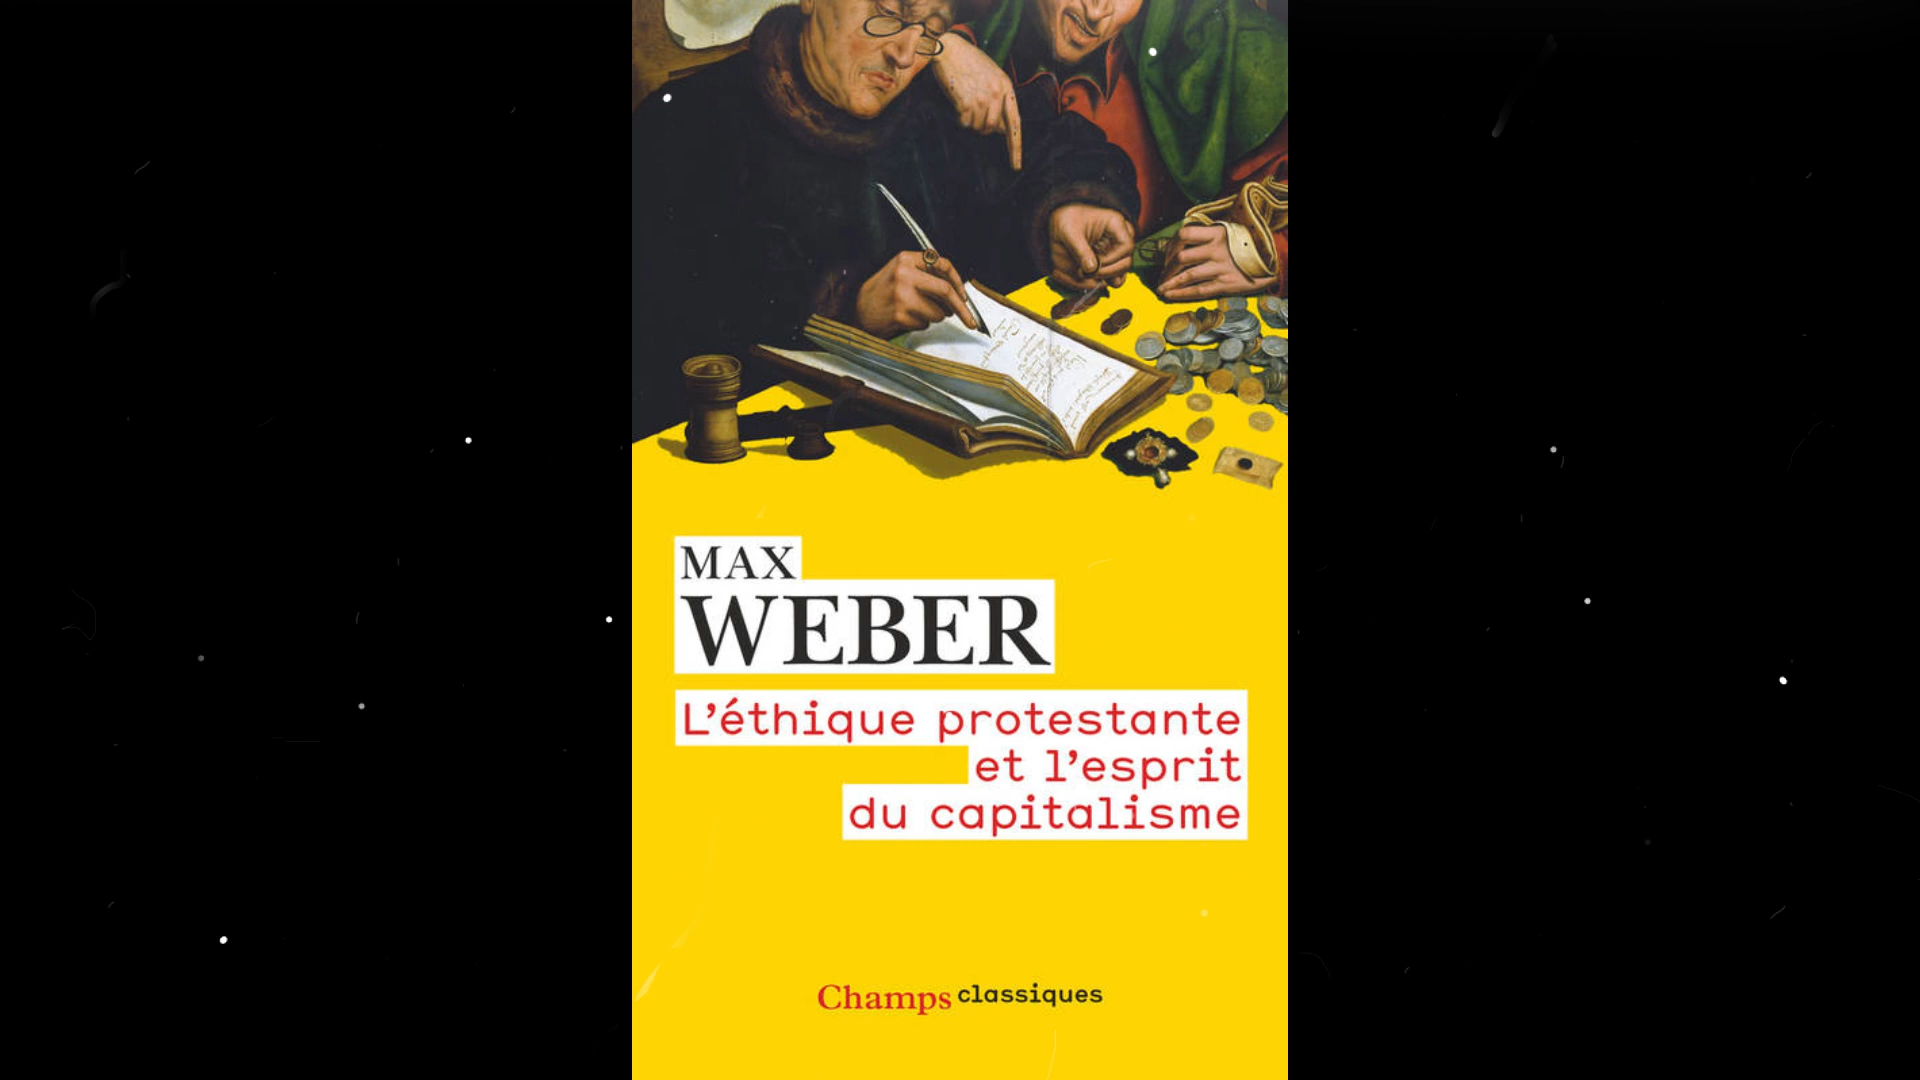 MAX
WEBER
L’éthique protestante
et l’esprit
du capitalisme
Champs classiques